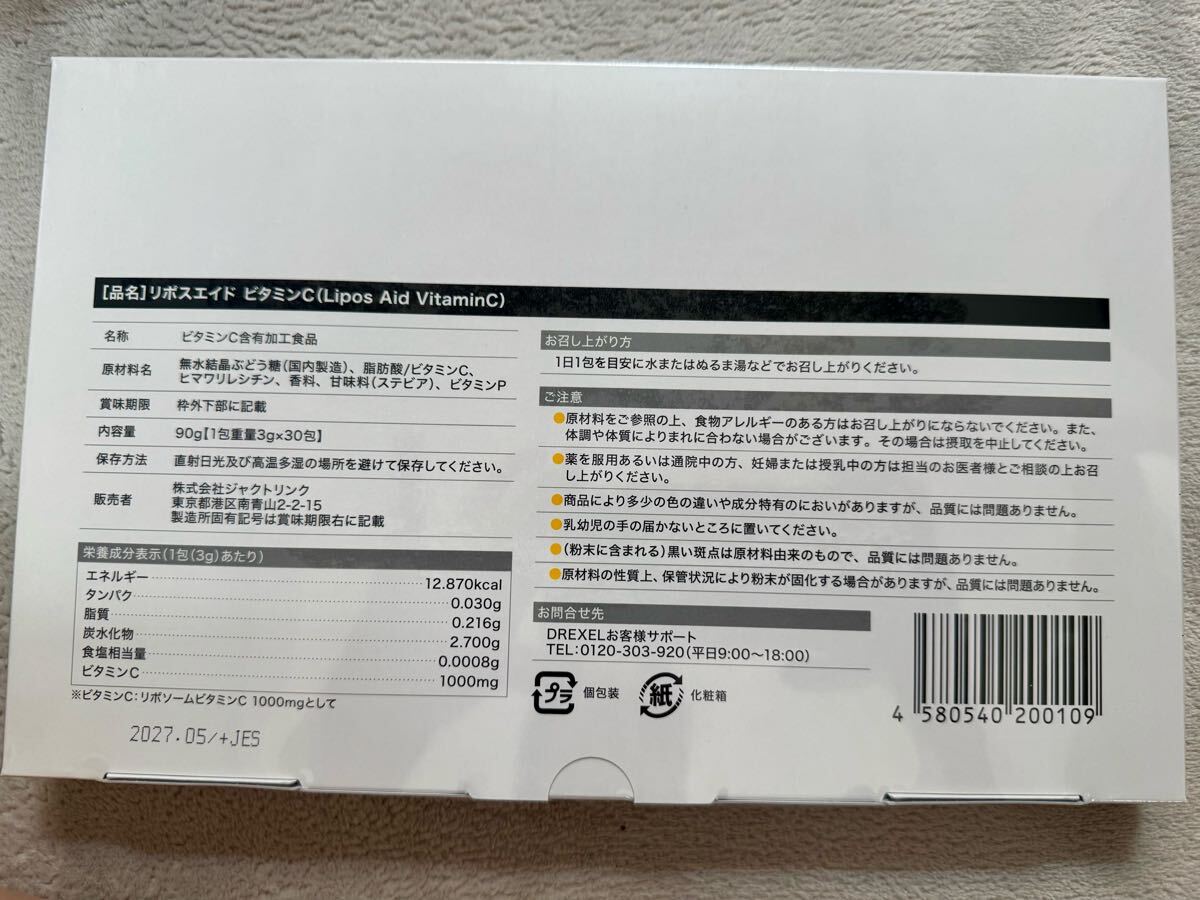 [品名]リポスエイド ビタミンC(Lipos Aid VitaminC)
名称 ビタミンC含有加工食品
原材料名 無水結晶ぶどう糖(国内製造)、脂肪酸/ビタミンC、
ヒマワリレシチン、香料、甘味料(ステビア)、ビタミンP
賞味期限 枠外下部に記載
内容量 90g【1包重量3g×30包】
保存方法 直射日光及び高温多湿の場所を避けて保存してください。
販売者 株式会社ジャクトリンク
東京都港区南青山2-2-15
製造所固有記号は賞味期限右に記載
栄養成分表示(1包(3g)あたり)
エネルギー 12.870kcal
タンパク 0.030g
脂質 0.216g
炭水化物 2.700g
食塩相当量 0.0008g
ビタミンC 1000mg
※ビタミンC:リポソームビタミンC 1000mgとして
2027.05/+JES
お召し上がり方
1日1包を目安に水またはぬるま湯などでお召し上がりください。
ご注意
●原材料をご参照の上、食物アレルギーのある方はお召し上がりにならないでください。また、
体調や体質によりまれに合わない場合がございます。その場合は摂取を中止してください。
●薬を服用あるいは通院中の方、妊婦または授乳中の方は担当のお医者様とご相談の上お召
し上がりください。
●商品により多少の色の違いや成分特有のにおいがありますが、品質には問題ありません。
●乳幼児の手の届かないところに置いてください。
●(粉末に含まれる)黒い斑点は原材料由来のもので、品質には問題ありません。
●原材料の性質上、保管状況により粉末が固化する場合がありますが、品質には問題ありません。
お問合せ先
DREXELお客様サポート
TEL:0120-303-920(平日9:00〜18:00)
プラ 個包装 紙 化粧箱
4 580540 200109